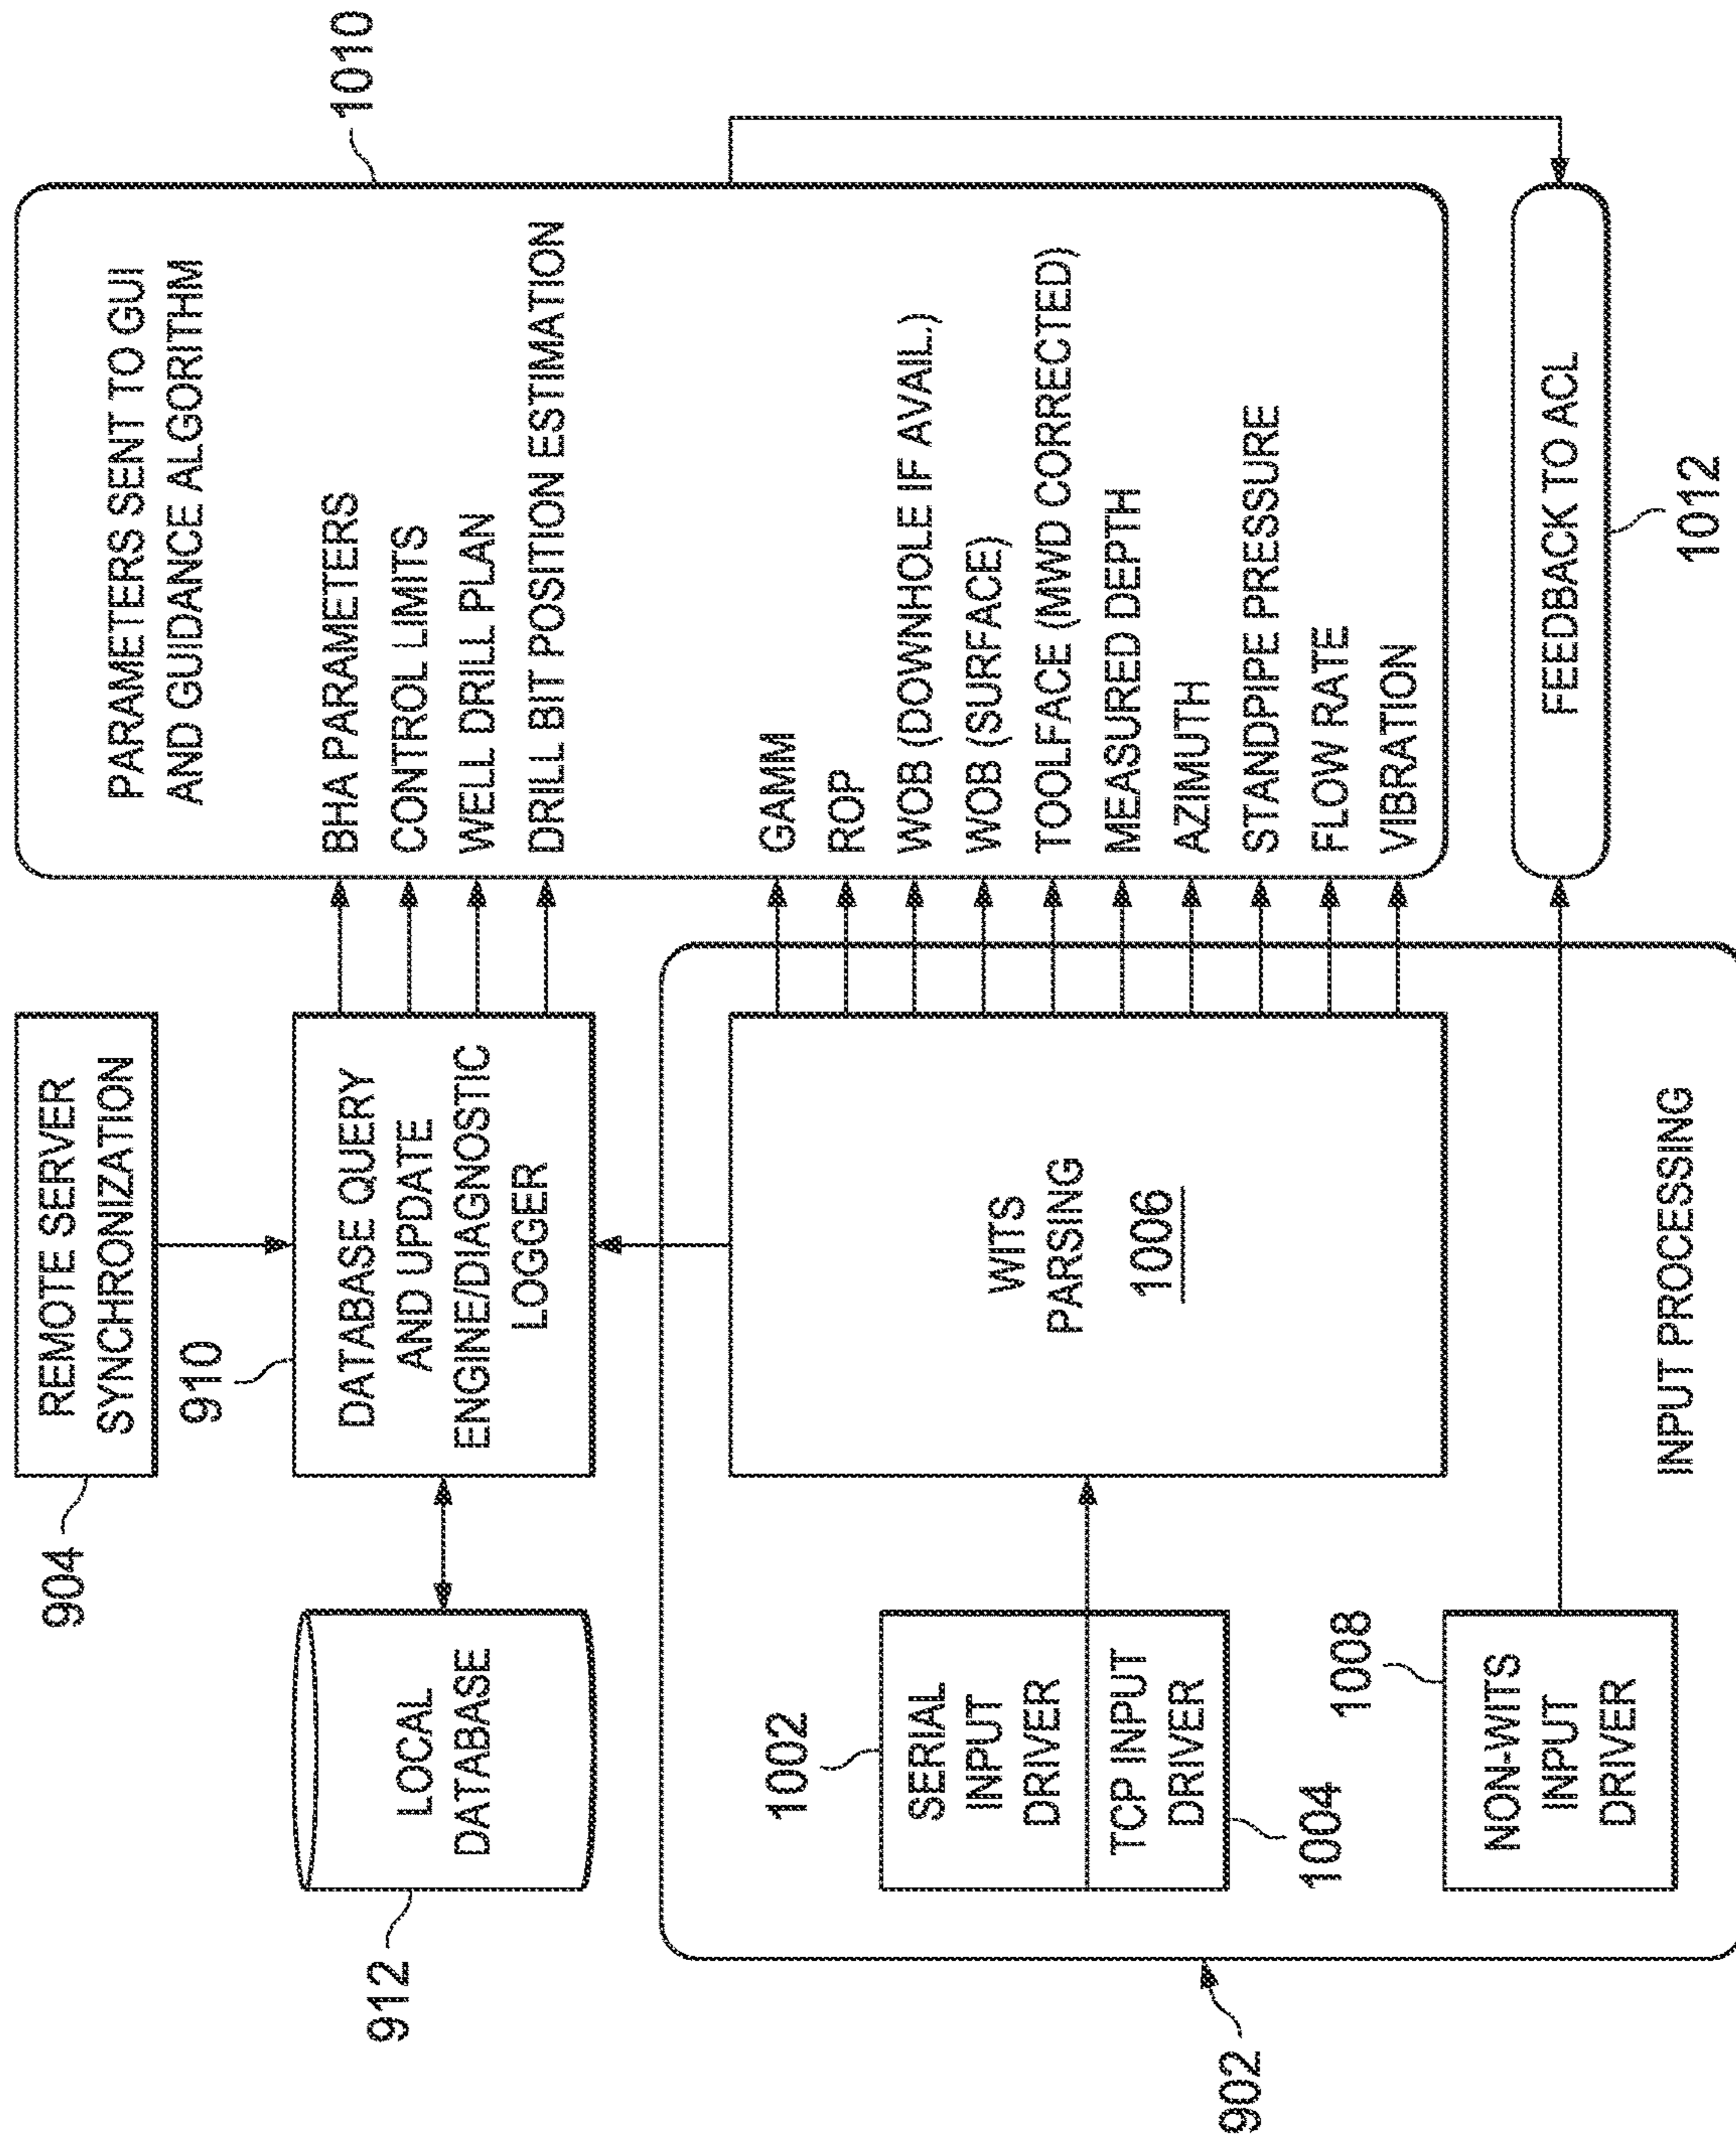 904
REMOTE SERVER
SYNCHRONIZATION
910
912
LOCAL
DATABASE
DATABASE QUERY
AND UPDATE
ENGINE/DIAGNOSTIC
LOGGER
1010
PARAMETERS SENT TO GUI
AND GUIDANCE ALGORITHM
BHA PARAMETERS
CONTROL LIMITS
WELL DRILL PLAN
DRILL BIT POSITION ESTIMATION
GAMM
ROP
WOB (DOWNHOLE IF AVAIL.)
WOB (SURFACE)
TOOLFACE (MWD CORRECTED)
MEASURED DEPTH
AZIMUTH
STANDPIPE PRESSURE
FLOW RATE
VIBRATION
902
1002
SERIAL
INPUT
DRIVER
TCP INPUT
DRIVER
1004
WITS
PARSING
1006
1008
NON-WITS
INPUT
DRIVER
INPUT PROCESSING
FEEDBACK TO ACL
1012